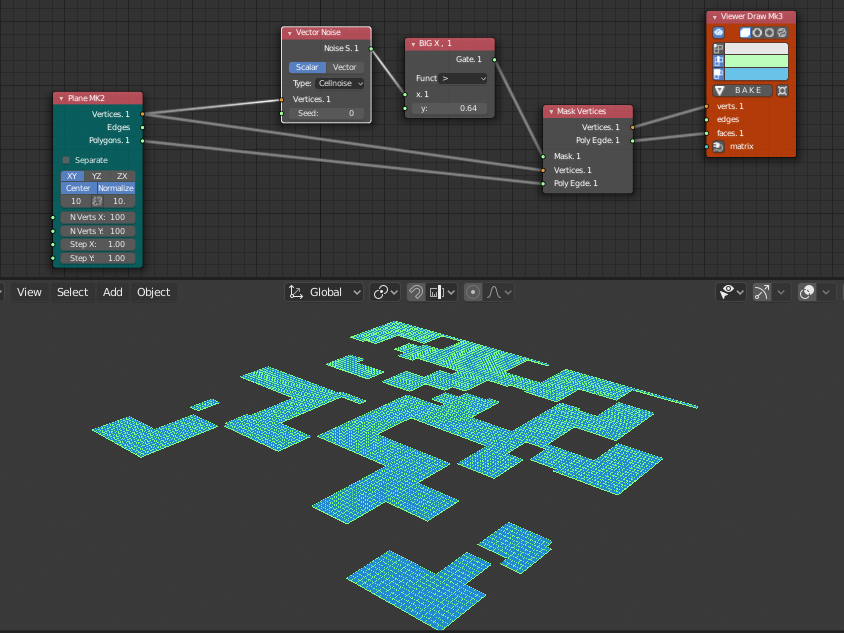 Plane MK2
Vertices. 1
Edges
Polygons. 1
Separate
XY YZ ZX
Center Normalize
10 10.
N Verts X: 100
N Verts Y: 100
Step X: 1.00
Step Y: 1.00
Vector Noise
Noise S. 1
Scalar Vector
Type: Cellnoise
Vertices. 1
Seed: 0
BIG X , 1
Gate. 1
Funct >
x. 1
y: 0.64
Mask Vertices
Vertices. 1
Poly Egde. 1
Mask. 1
Vertices. 1
Poly Egde. 1
Viewer Draw Mk3
BAKE
verts. 1
edges
faces. 1
matrix
View Select Add Object Global